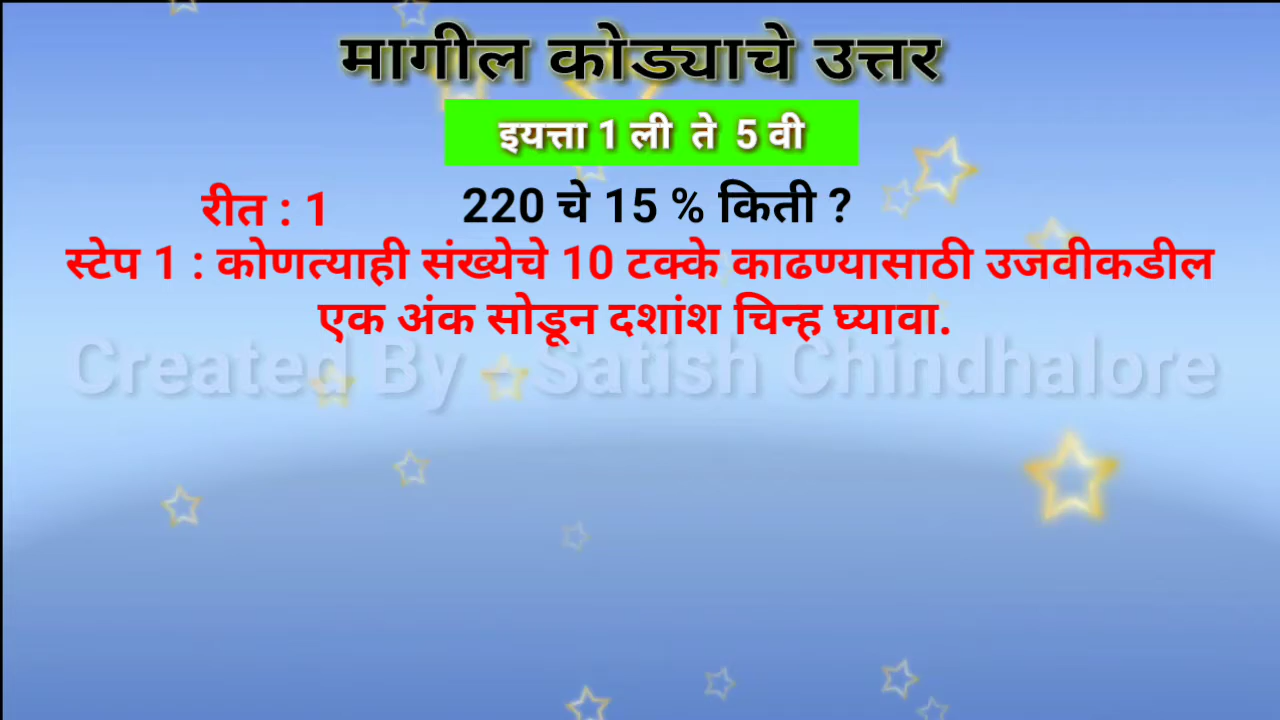 मागील कोड्याचे उत्तर
इयत्ता 1 ली ते 5 वी
रीत : 1 220 चे 15 % किती ?
स्टेप 1 : कोणत्याही संख्येचे 10 टक्के काढण्यासाठी उजवीकडील
एक अंक सोडून दशांश चिन्ह घ्यावा.
Created By - Satish Chindhalore